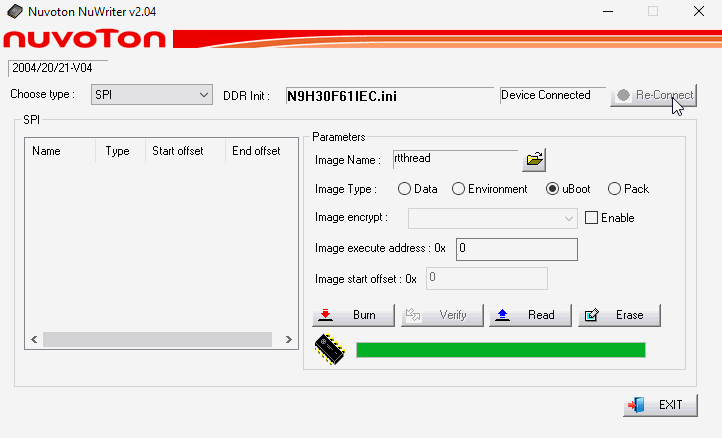 Nuvoton NuWriter v2.04
nuvoTon
2004/20/21-V04
Choose type : SPI DDR Init : N9H30F61IEC.ini Device Connected Re-Connect
SPI
Name Type Start offset End offset
Parameters
Image Name : rtthread
Image Type : Data Environment uBoot Pack
Image encrypt : Enable
Image execute address : 0x 0
Image start offset : 0x 0
Burn Verify Read Erase
EXIT